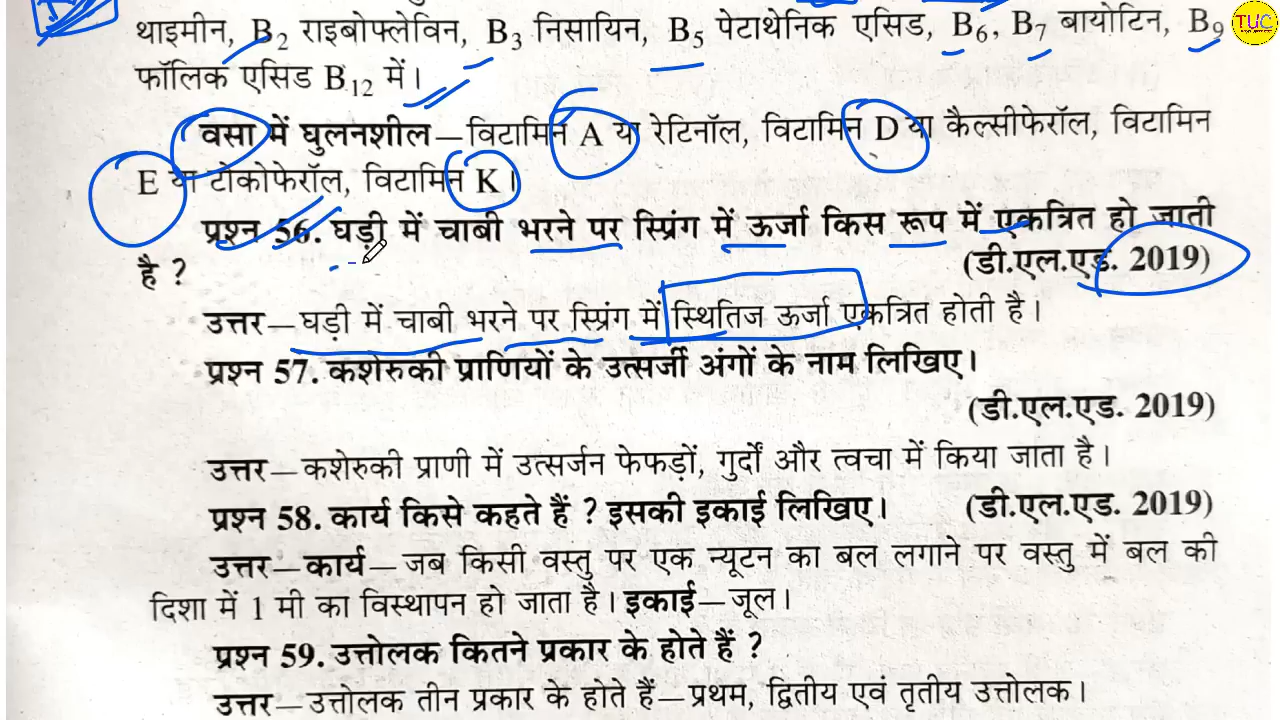 TUC
थाइमीन, B2 राइबोफ्लेविन, B3 निसायिन, B5 पेटाथेनिक एसिड, B6, B7 बायोटिन, B9
फॉलिक एसिड B12 में।
वसा में घुलनशील—विटामिन A या रेटिनॉल, विटामिन D या कैल्सीफेरॉल, विटामिन
E या टोकोफेरॉल, विटामिन K।
प्रश्न 56. घड़ी में चाबी भरने पर स्प्रिंग में ऊर्जा किस रूप में एकत्रित हो जाती
है ? (डी.एल.एड. 2019)
उत्तर—घड़ी में चाबी भरने पर स्प्रिंग में स्थितिज ऊर्जा एकत्रित होती है।
प्रश्न 57. कशेरुकी प्राणियों के उत्सर्जी अंगों के नाम लिखिए।
(डी.एल.एड. 2019)
उत्तर—कशेरुकी प्राणी में उत्सर्जन फेफड़ों, गुर्दों और त्वचा में किया जाता है।
प्रश्न 58. कार्य किसे कहते हैं ? इसकी इकाई लिखिए। (डी.एल.एड. 2019)
उत्तर—कार्य—जब किसी वस्तु पर एक न्यूटन का बल लगाने पर वस्तु में बल की
दिशा में 1 मी का विस्थापन हो जाता है। इकाई—जूल।
प्रश्न 59. उत्तोलक कितने प्रकार के होते हैं ?
उत्तर—उत्तोलक तीन प्रकार के होते हैं—प्रथम, द्वितीय एवं तृतीय उत्तोलक।